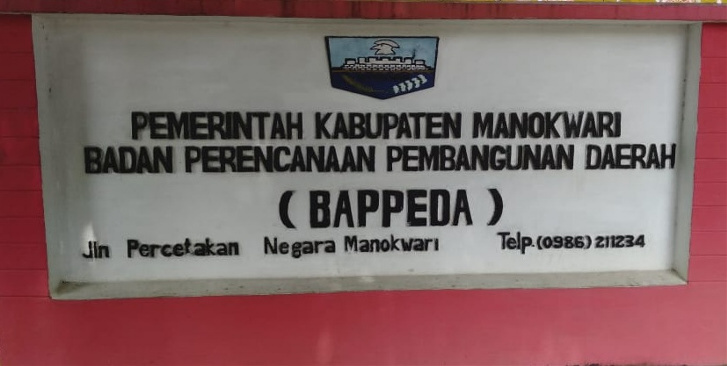 PEMERINTAH KABUPATEN MANOKWARI
BADAN PERENCANAAN PEMBANGUNAN DAERAH
( BAPPEDA )
Jln Percetakan Negara Manokwari Telp.(0986) 211234